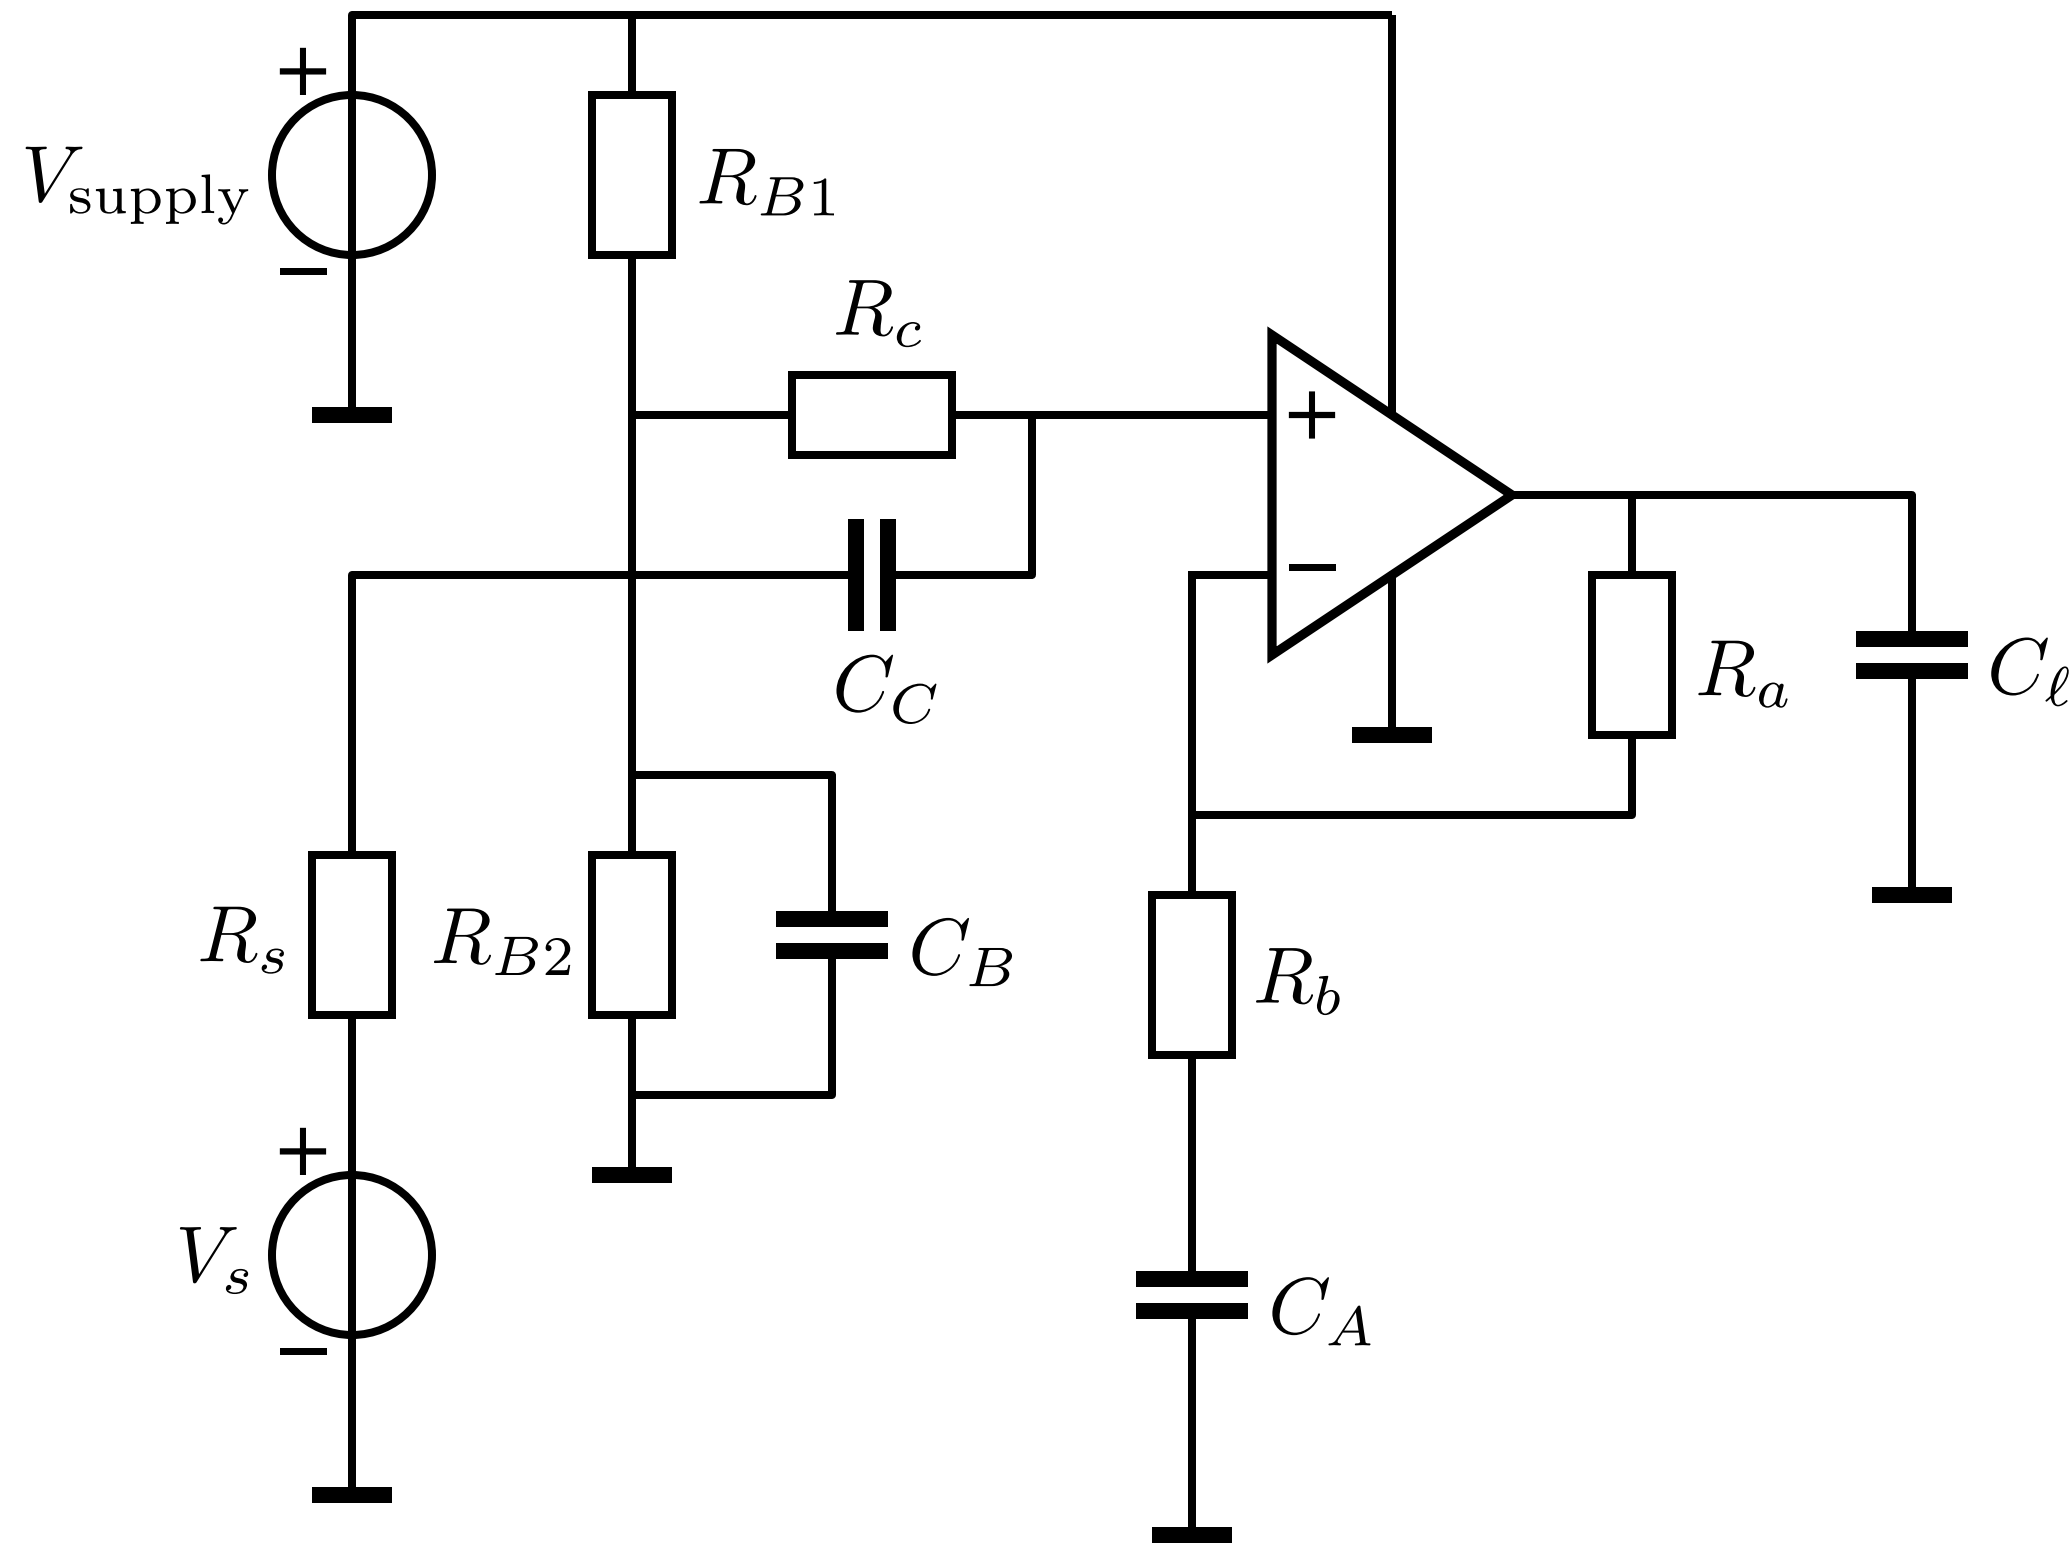 +
V_supply
−
R_B1
R_c
+
−
C_C
R_a
C_ℓ
R_s
R_B2
C_B
R_b
+
V_s
−
C_A